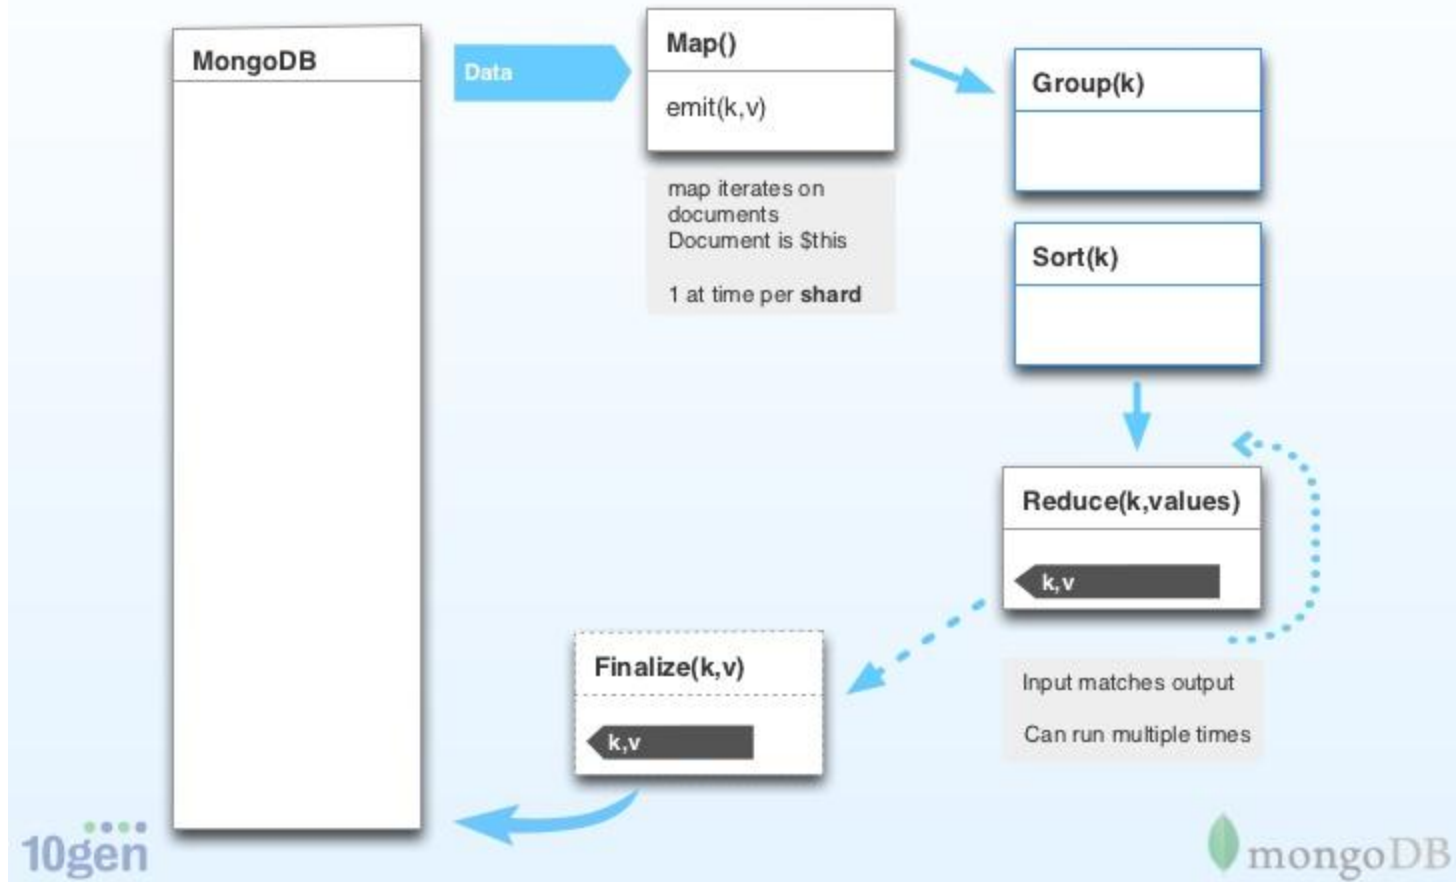 MongoDB
Data
Map()
emit(k,v)
map iterates on
documents
Document is $this
1 at time per shard
Group(k)
Sort(k)
Reduce(k,values)
k,v
Input matches output
Can run multiple times
Finalize(k,v)
k,v
10gen
mongoDB